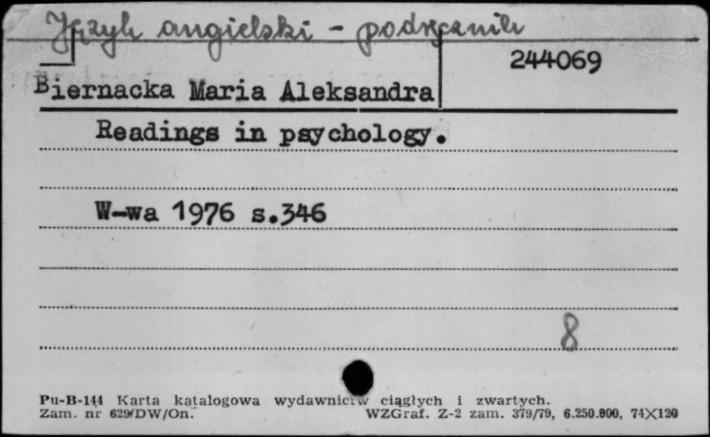 Język angielski - podręcznik
244069
Biernacka Maria Aleksandra
Readings in psychology.
W-wa 1976 s.346
8
Pu-B-144 Karta katalogowa wydawnictw ciągłych i zwartych.
Zam. nr 629/DW/On. WZGraf. Z-2 zam. 379/79, 6.250.000, 74X120